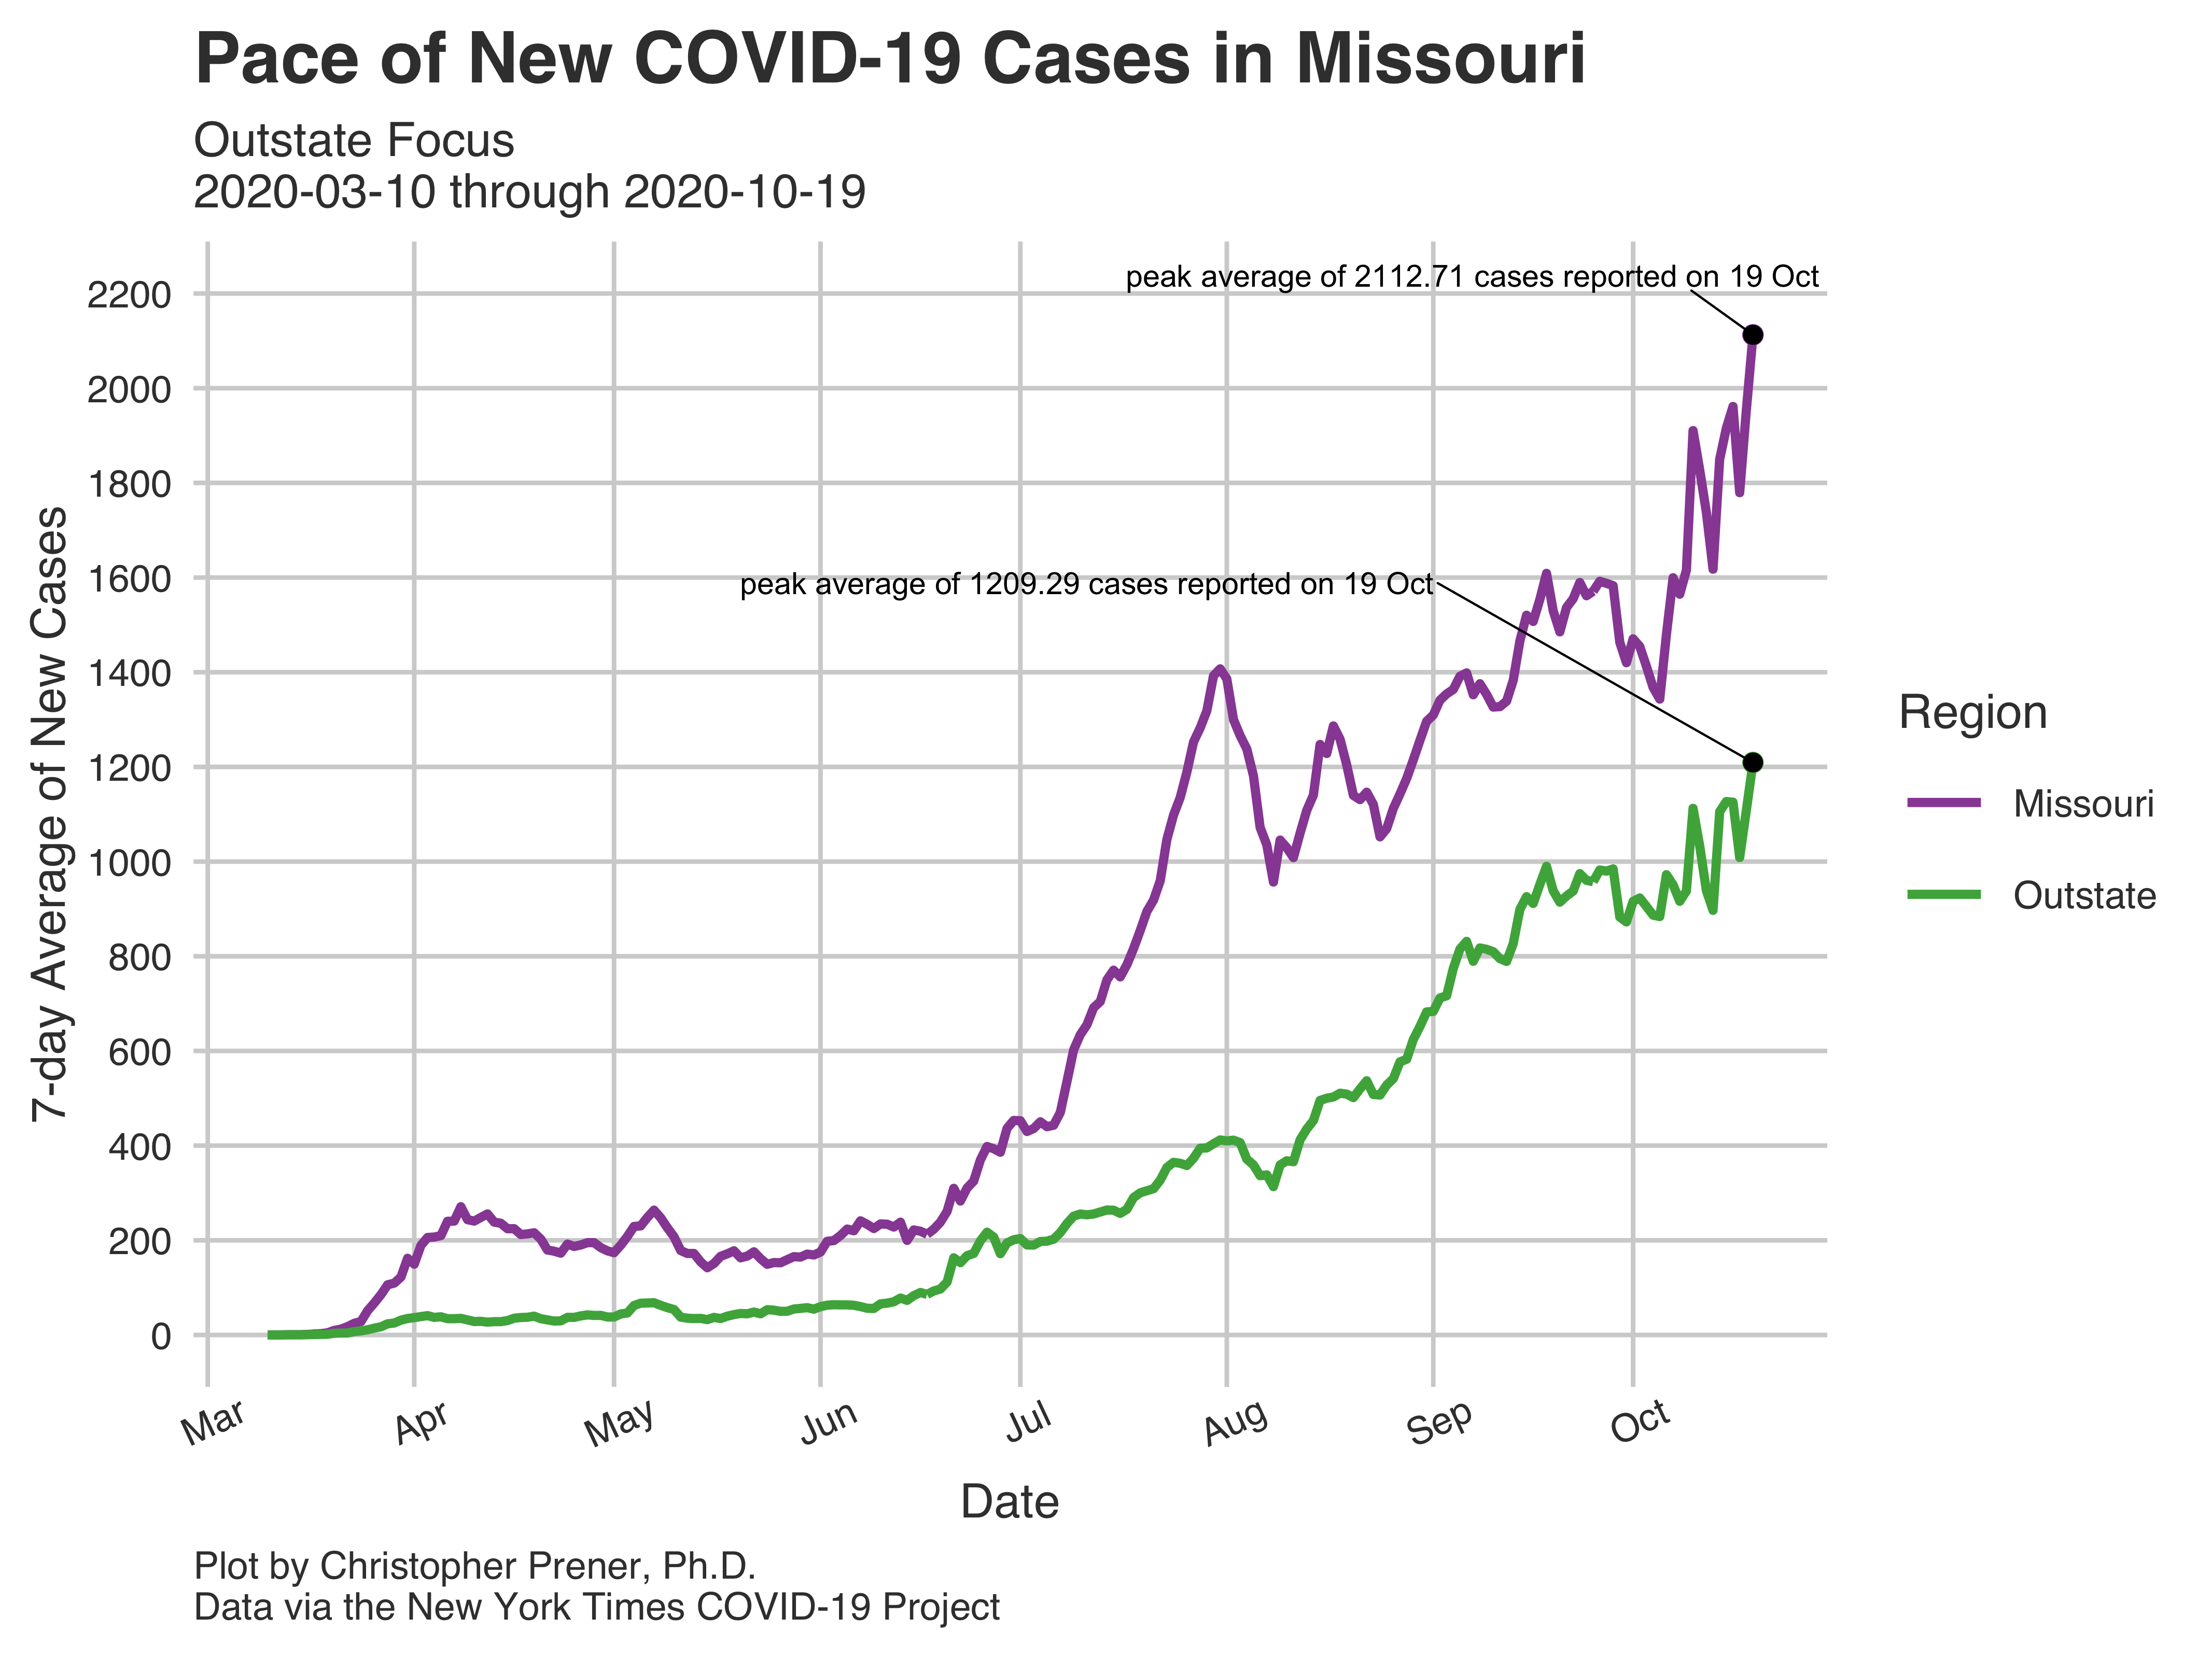 Pace of New COVID-19 Cases in Missouri
Outstate Focus
2020-03-10 through 2020-10-19
peak average of 2112.71 cases reported on 19 Oct
peak average of 1209.29 cases reported on 19 Oct
7-day Average of New Cases
2200
2000
1800
1600
1400
1200
1000
800
600
400
200
0
Mar Apr May Jun Jul Aug Sep Oct
Date
Region
Missouri
Outstate
Plot by Christopher Prener, Ph.D.
Data via the New York Times COVID-19 Project